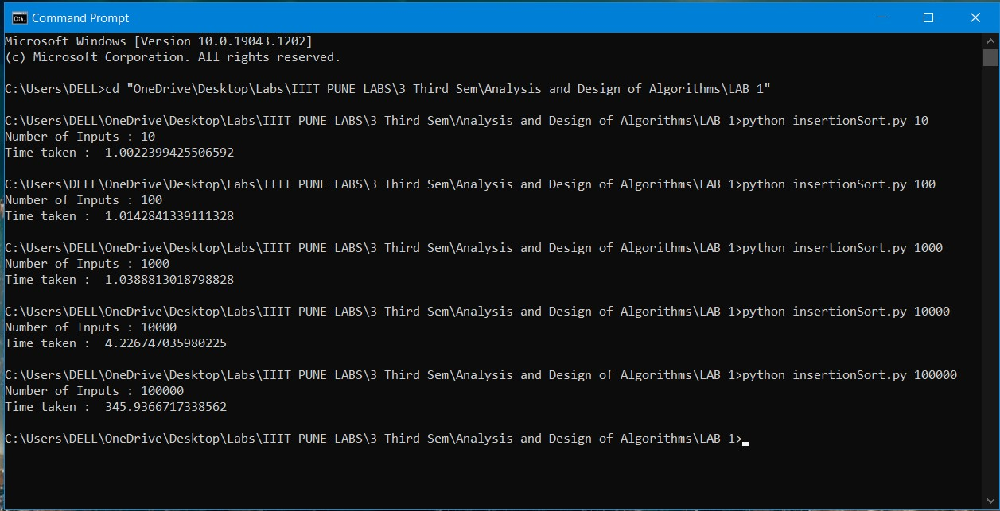 Command Prompt
Microsoft Windows [Version 10.0.19043.1202]
(c) Microsoft Corporation. All rights reserved.
C:\Users\DELL>cd "OneDrive\Desktop\Labs\IIIT PUNE LABS\3 Third Sem\Analysis and Design of Algorithms\LAB 1"
C:\Users\DELL\OneDrive\Desktop\Labs\IIIT PUNE LABS\3 Third Sem\Analysis and Design of Algorithms\LAB 1>python insertionSort.py 10
Number of Inputs : 10
Time taken :  1.0022399425506592
C:\Users\DELL\OneDrive\Desktop\Labs\IIIT PUNE LABS\3 Third Sem\Analysis and Design of Algorithms\LAB 1>python insertionSort.py 100
Number of Inputs : 100
Time taken :  1.0142841339111328
C:\Users\DELL\OneDrive\Desktop\Labs\IIIT PUNE LABS\3 Third Sem\Analysis and Design of Algorithms\LAB 1>python insertionSort.py 1000
Number of Inputs : 1000
Time taken :  1.0388813018798828
C:\Users\DELL\OneDrive\Desktop\Labs\IIIT PUNE LABS\3 Third Sem\Analysis and Design of Algorithms\LAB 1>python insertionSort.py 10000
Number of Inputs : 10000
Time taken :  4.226747035980225
C:\Users\DELL\OneDrive\Desktop\Labs\IIIT PUNE LABS\3 Third Sem\Analysis and Design of Algorithms\LAB 1>python insertionSort.py 100000
Number of Inputs : 100000
Time taken :  345.9366717338562
C:\Users\DELL\OneDrive\Desktop\Labs\IIIT PUNE LABS\3 Third Sem\Analysis and Design of Algorithms\LAB 1>